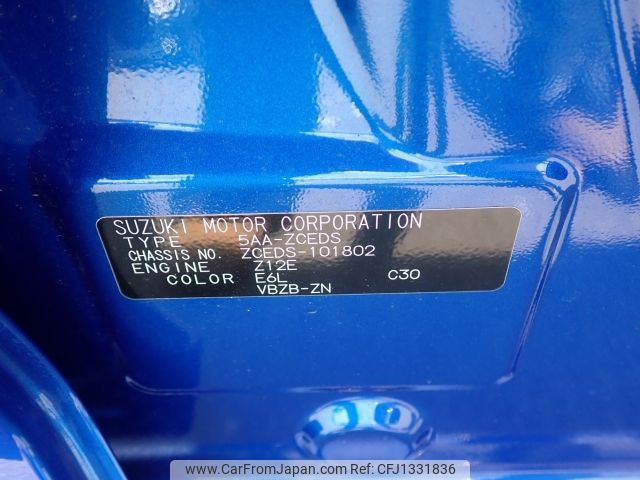 SUZUKI MOTOR CORPORATION
TYPE 5AA-ZCEDS
CHASSIS NO. ZCEDS-101802
ENGINE Z12E
COLOR E6L C30
VBZB-ZN
www.CarFromJapan.com | Ref No. CFJ1331836